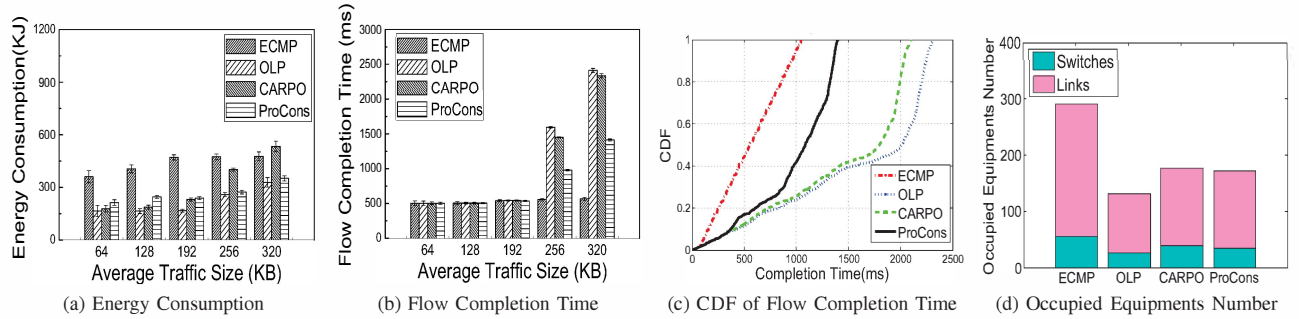 Energy Consumption(KJ)
1200
900
600
300
0
ECMP
OLP
CARPO
ProCons
64 128 192 256 320
Average Traffic Size (KB)
(a) Energy Consumption
Flow Completion Time (ms)
3000
2500
2000
1500
1000
500
0
ECMP
OLP
CARPO
ProCons
64 128 192 256 320
Average Traffic Size (KB)
(b) Flow Completion Time
CDF
1
0.8
0.6
0.4
0.2
0
ECMP
OLP
CARPO
ProCons
0 500 1000 1500 2000 2500
Completion Time(ms)
(c) CDF of Flow Completion Time
Occupied Equipments Number
400
300
200
100
0
Switches
Links
ECMP OLP CARPO ProCons
(d) Occupied Equipments Number